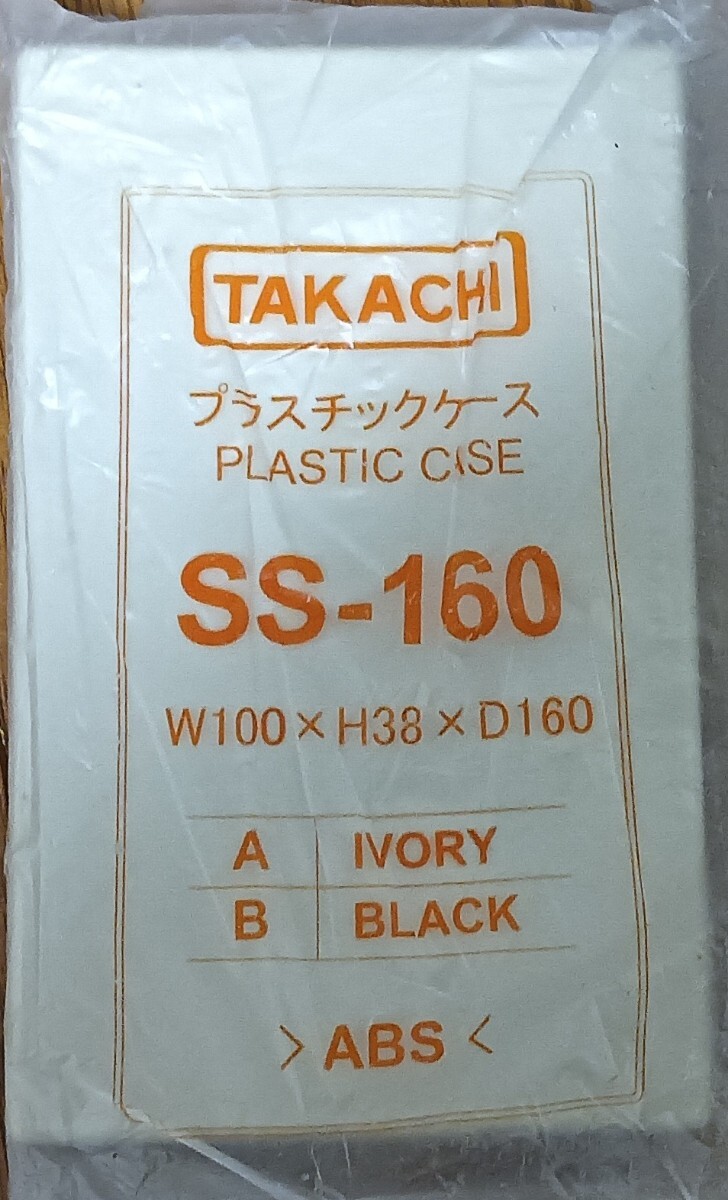 TAKACHI
プラスチックケース
PLASTIC CASE
SS-160
W100×H38×D160
A IVORY
B BLACK
>ABS<